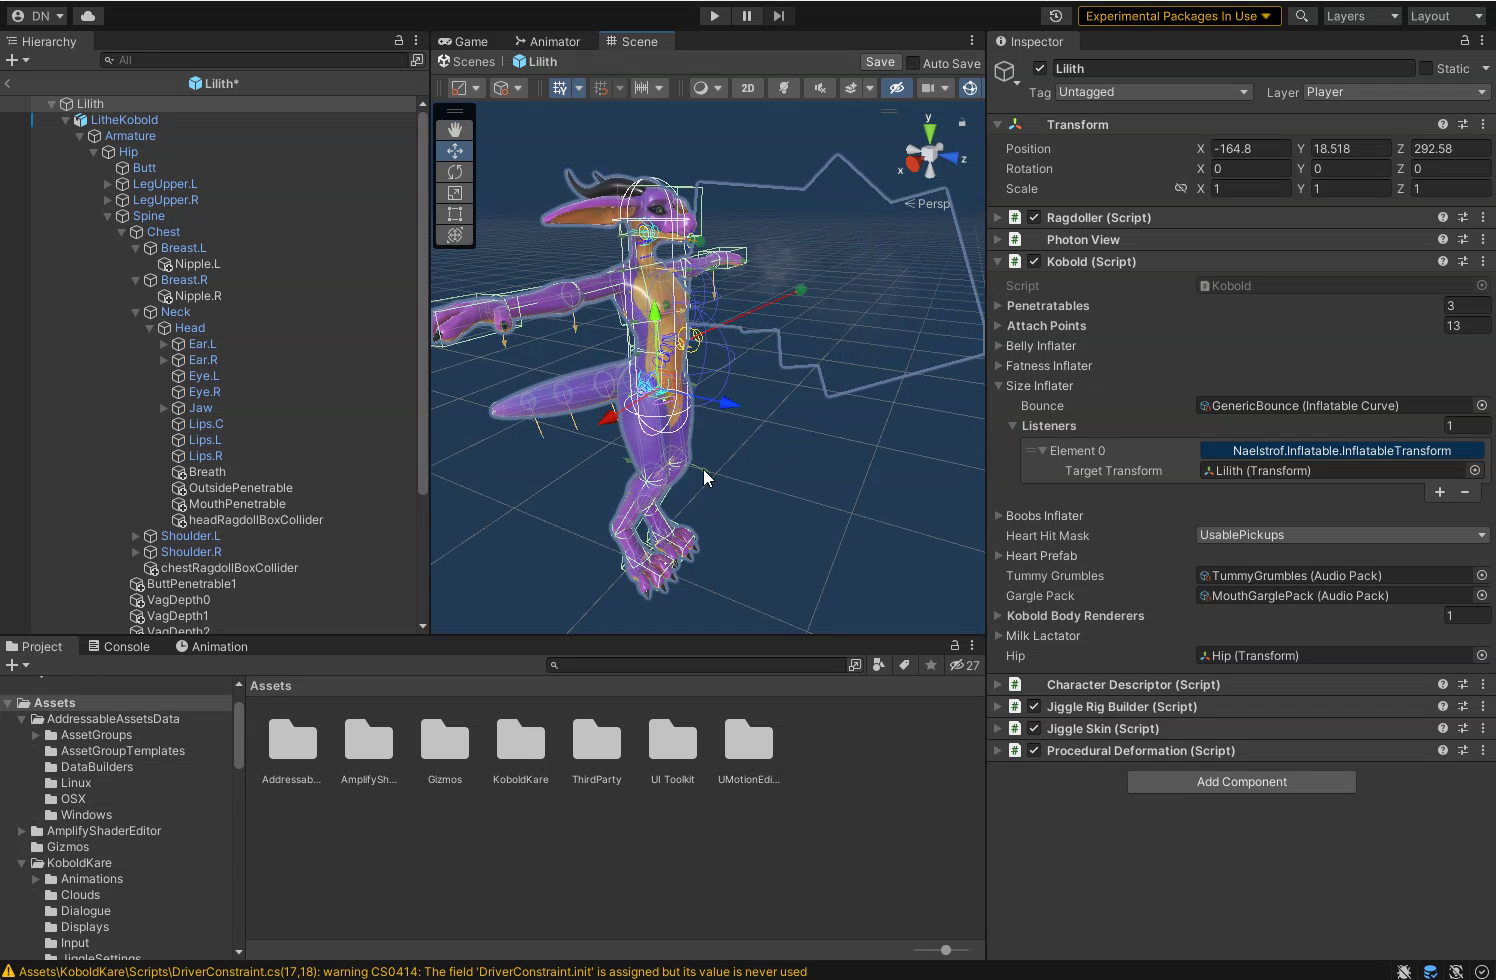 DN
Experimental Packages In Use
Layers
Layout
Hierarchy
All
Lilith*
Lilith
LitheKobold
Armature
Hip
Butt
LegUpper.L
LegUpper.R
Spine
Chest
Breast.L
Nipple.L
Breast.R
Nipple.R
Neck
Head
Ear.L
Ear.R
Eye.L
Eye.R
Jaw
Lips.C
Lips.L
Lips.R
Breath
OutsidePenetrable
MouthPenetrable
headRagdollBoxCollider
Shoulder.L
Shoulder.R
chestRagdollBoxCollider
ButtPenetrable1
VagDepth0
VagDepth1
VagDepth2
Game Animator Scene
Scenes Lilith
Save Auto Save
2D
y
z
x
Persp
Inspector
Lilith Static
Tag Untagged Layer Player
Transform
Position X -164.8 Y 18.518 Z 292.58
Rotation X 0 Y 0 Z 0
Scale X 1 Y 1 Z 1
Ragdoller (Script)
Photon View
Kobold (Script)
Script Kobold
Penetratables 3
Attach Points 13
Belly Inflater
Fatness Inflater
Size Inflater
Bounce GenericBounce (Inflatable Curve)
Listeners 1
Element 0 Naelstrof.Inflatable.InflatableTransform
Target Transform Lilith (Transform)
Boobs Inflater
Heart Hit Mask UsablePickups
Heart Prefab
Tummy Grumbles TummyGrumbles (Audio Pack)
Gargle Pack MouthGarglePack (Audio Pack)
Kobold Body Renderers 1
Milk Lactator
Hip Hip (Transform)
Character Descriptor (Script)
Jiggle Rig Builder (Script)
Jiggle Skin (Script)
Procedural Deformation (Script)
Add Component
Project Console Animation
27
Assets
AddressableAssetsData
AssetGroups
AssetGroupTemplates
DataBuilders
Linux
OSX
Windows
AmplifyShaderEditor
Gizmos
KoboldKare
Animations
Clouds
Dialogue
Displays
Input
JiggleSettings
Assets
Addressab...
AmplifySh...
Gizmos
KoboldKare
ThirdParty
UI Toolkit
UMotionEdi...
Assets\KoboldKare\Scripts\DriverConstraint.cs(17,18): warning CS0414: The field 'DriverConstraint.init' is assigned but its value is never used